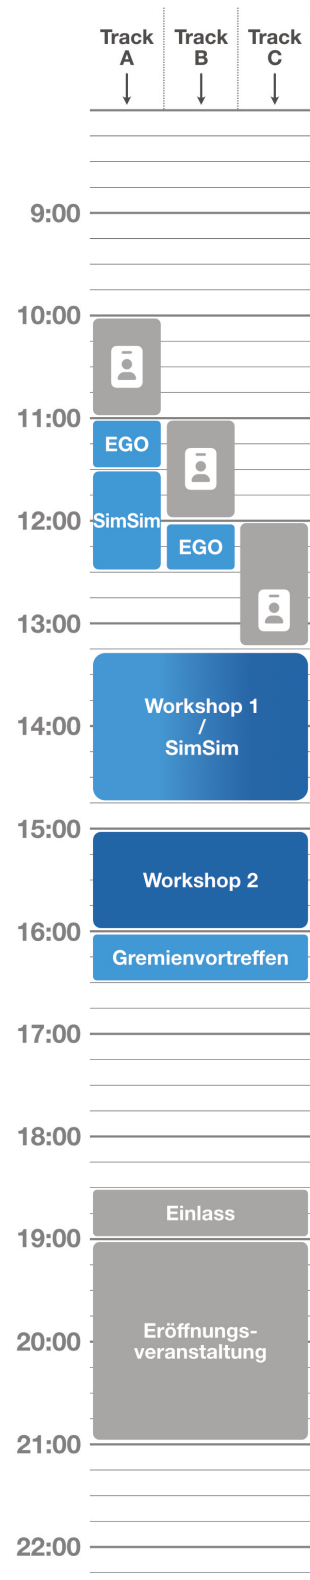 Track
A
Track
B
Track
C
9:00
10:00
11:00
EGO
12:00
SimSim
EGO
13:00
Workshop 1
/
SimSim
14:00
15:00
Workshop 2
16:00
Gremienvortreffen
17:00
18:00
Einlass
19:00
Eröffnungs-
veranstaltung
20:00
21:00
22:00